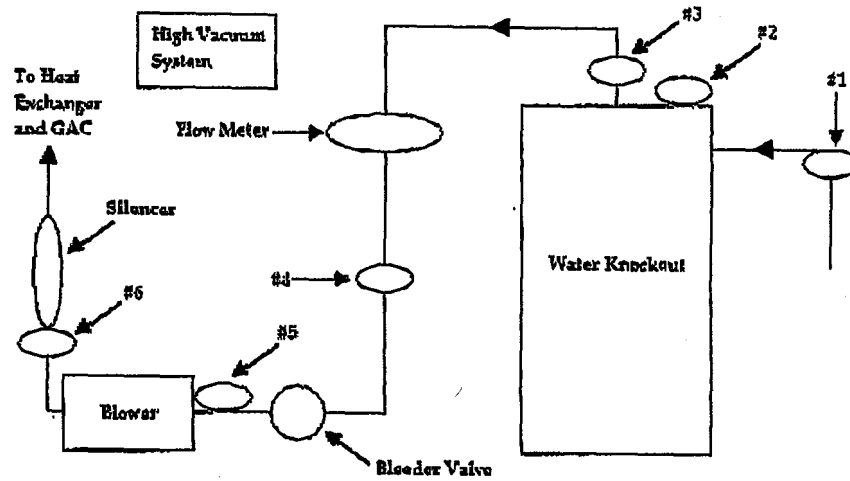 High Vacuum
System
#3
#2
#1
To Heat
Exchanger
and GAC
Flow Meter
Silencer
Water Knockout
#4
#6
#5
Blower
Bleeder Valve